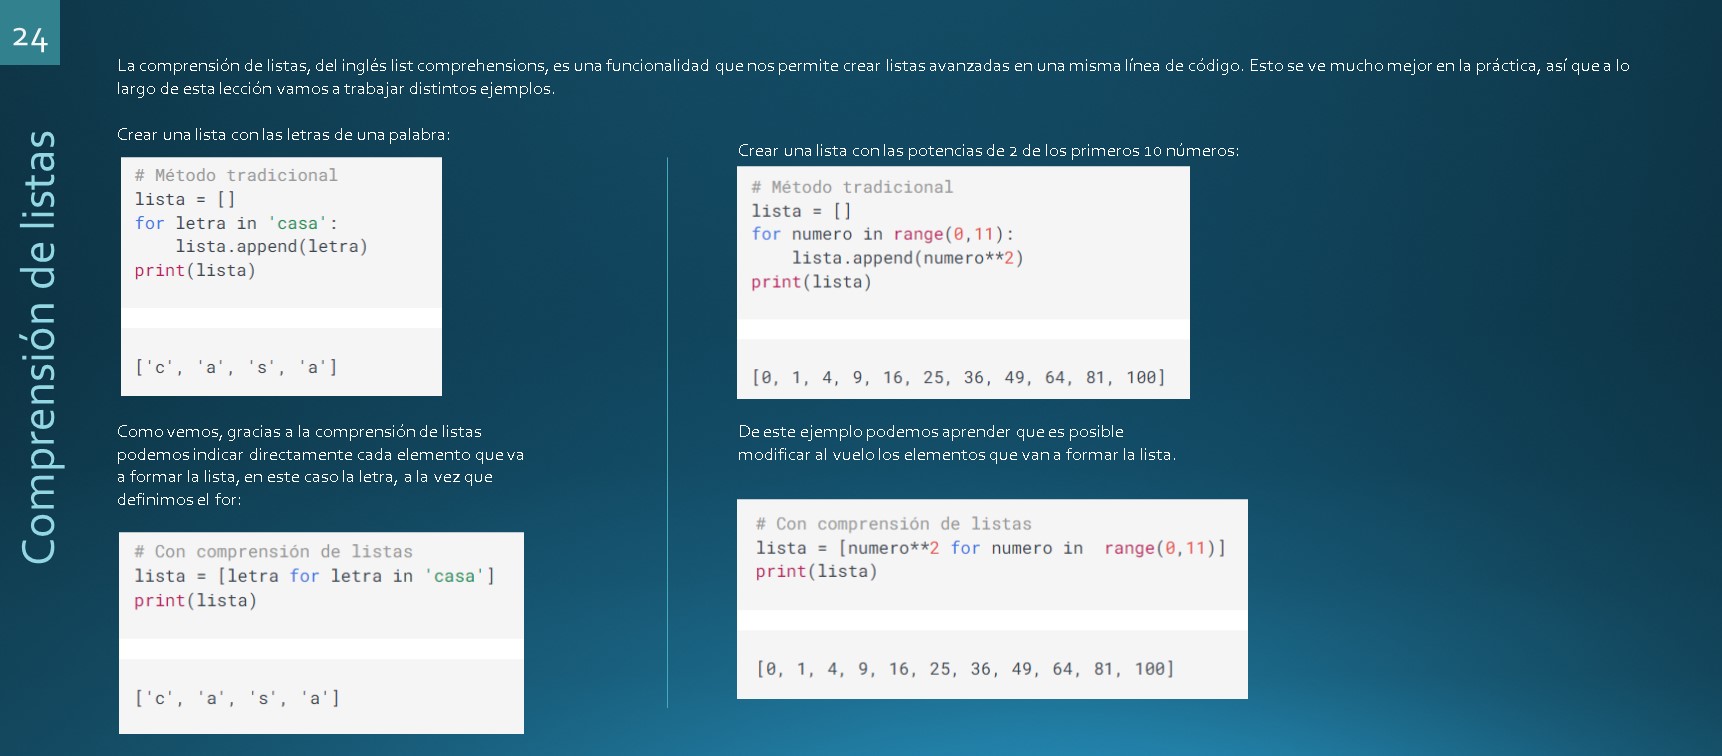 24
Comprensión de listas
La comprensión de listas, del inglés list comprehensions, es una funcionalidad que nos permite crear listas avanzadas en una misma línea de código. Esto se ve mucho mejor en la práctica, así que a lo
largo de esta lección vamos a trabajar distintos ejemplos.
Crear una lista con las letras de una palabra:
# Método tradicional
lista = []
for letra in 'casa':
    lista.append(letra)
print(lista)
['c', 'a', 's', 'a']
Como vemos, gracias a la comprensión de listas
podemos indicar directamente cada elemento que va
a formar la lista, en este caso la letra, a la vez que
definimos el for:
# Con comprensión de listas
lista = [letra for letra in 'casa']
print(lista)
['c', 'a', 's', 'a']
Crear una lista con las potencias de 2 de los primeros 10 números:
# Método tradicional
lista = []
for numero in range(0,11):
    lista.append(numero**2)
print(lista)
[0, 1, 4, 9, 16, 25, 36, 49, 64, 81, 100]
De este ejemplo podemos aprender que es posible
modificar al vuelo los elementos que van a formar la lista.
# Con comprensión de listas
lista = [numero**2 for numero in  range(0,11)]
print(lista)
[0, 1, 4, 9, 16, 25, 36, 49, 64, 81, 100]